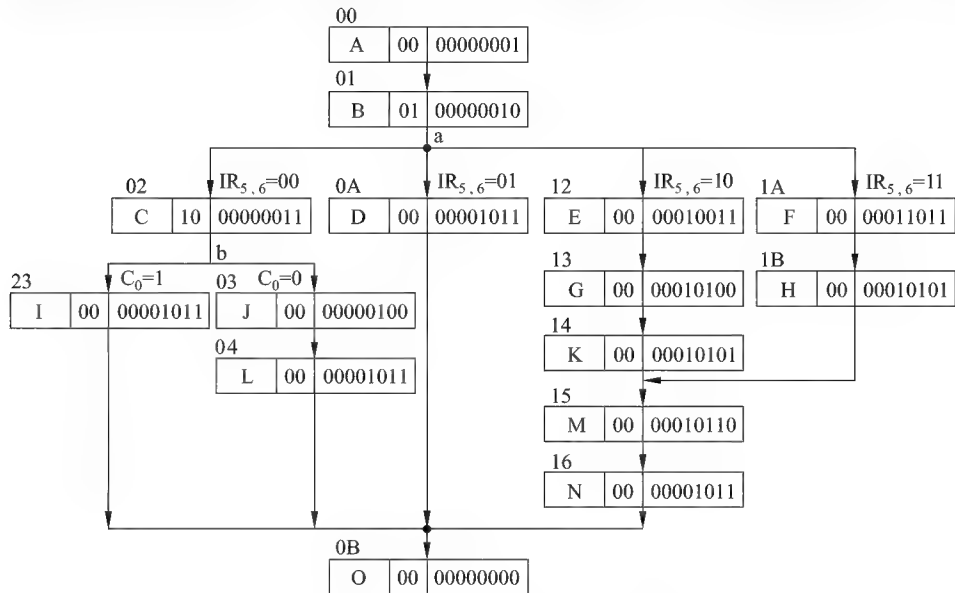 00
A 00 00000001
01
B 01 00000010
a
IR5,6=00 IR5,6=01 IR5,6=10 IR5,6=11
02 0A 12 1A
C 10 00000011 D 00 00001011 E 00 00010011 F 00 00011011
b
C0=1 C0=0
23 03 13 1B
I 00 00001011 J 00 00000100 G 00 00010100 H 00 00010101
04 14
L 00 00001011 K 00 00010101
15
M 00 00010110
16
N 00 00001011
0B
O 00 00000000